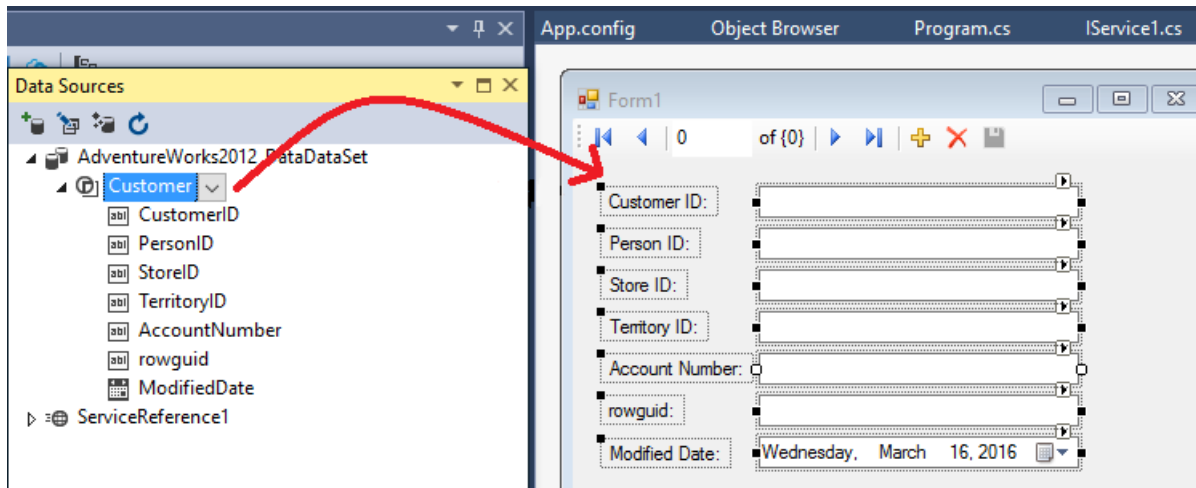 App.config Object Browser Program.cs IService1.cs
Data Sources
AdventureWorks2012_DataDataSet
Customer
CustomerID
PersonID
StoreID
TerritoryID
AccountNumber
rowguid
ModifiedDate
ServiceReference1
Form1
0 of {0}
Customer ID:
Person ID:
Store ID:
Territory ID:
Account Number:
rowguid:
Modified Date: Wednesday, March 16, 2016